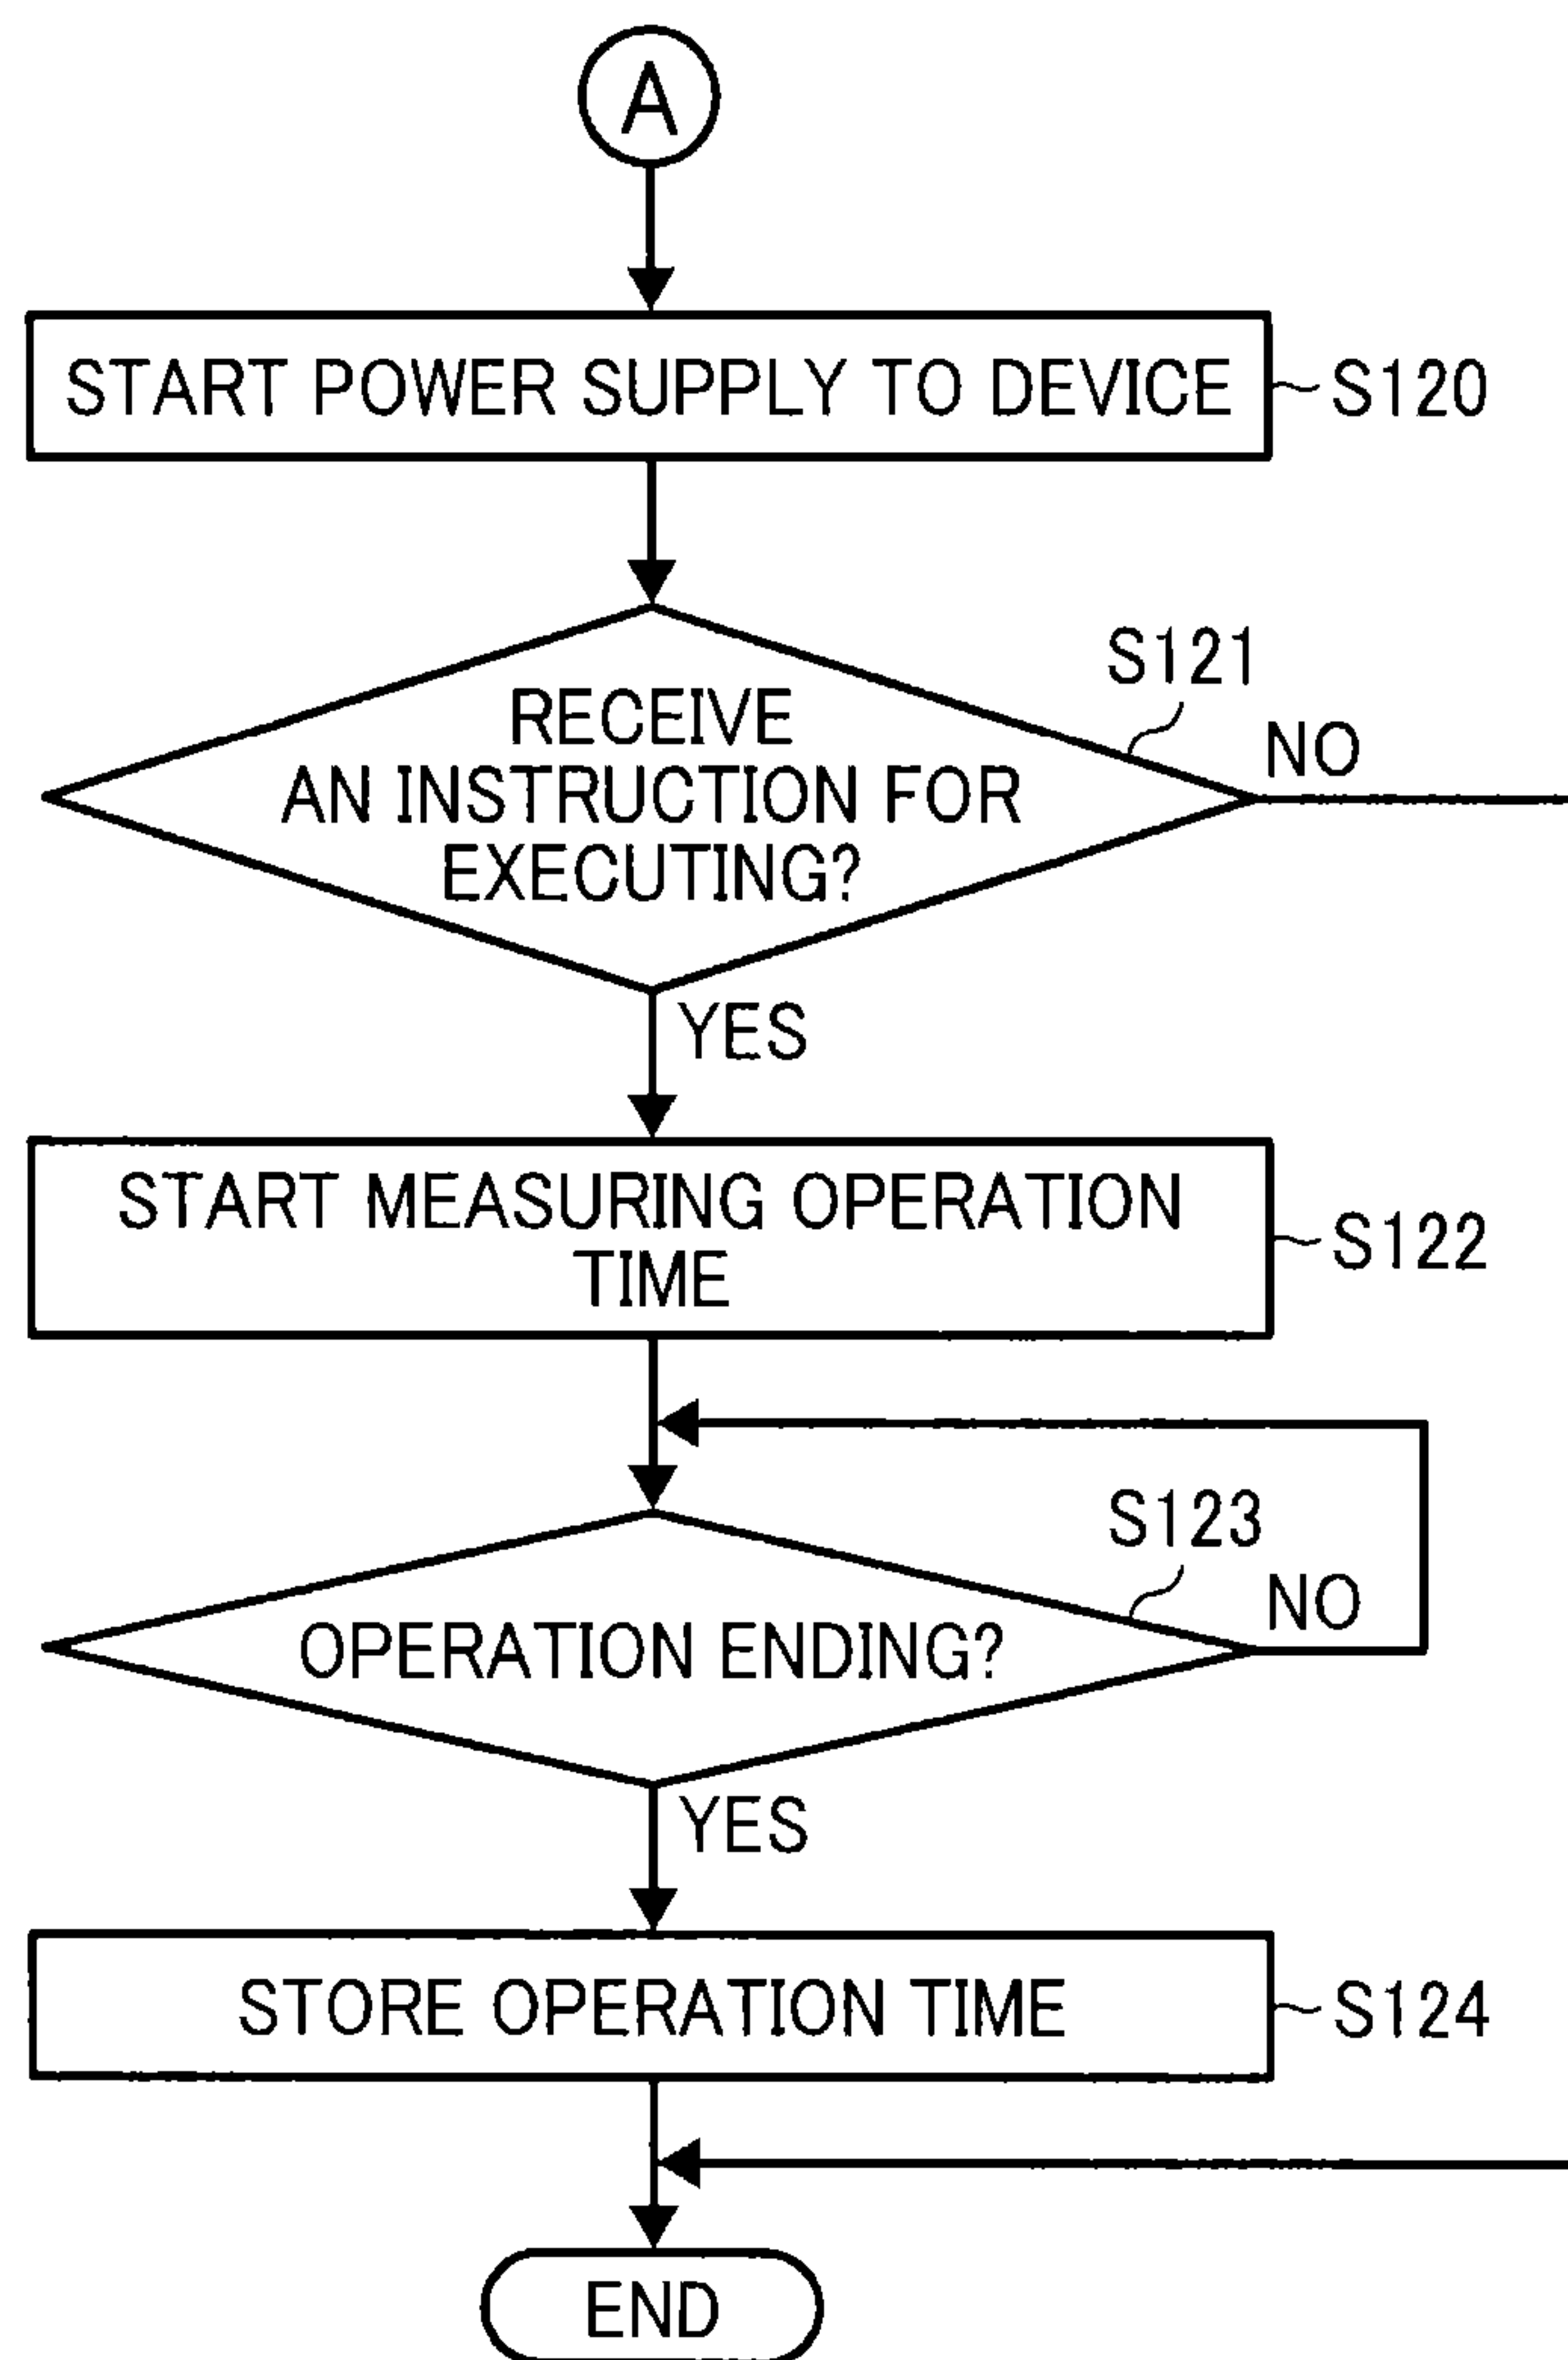 A
START POWER SUPPLY TO DEVICE
S120
S121
RECEIVE
AN INSTRUCTION FOR
EXECUTING?
NO
YES
START MEASURING OPERATION
TIME
S122
S123
OPERATION ENDING?
NO
YES
STORE OPERATION TIME
S124
END